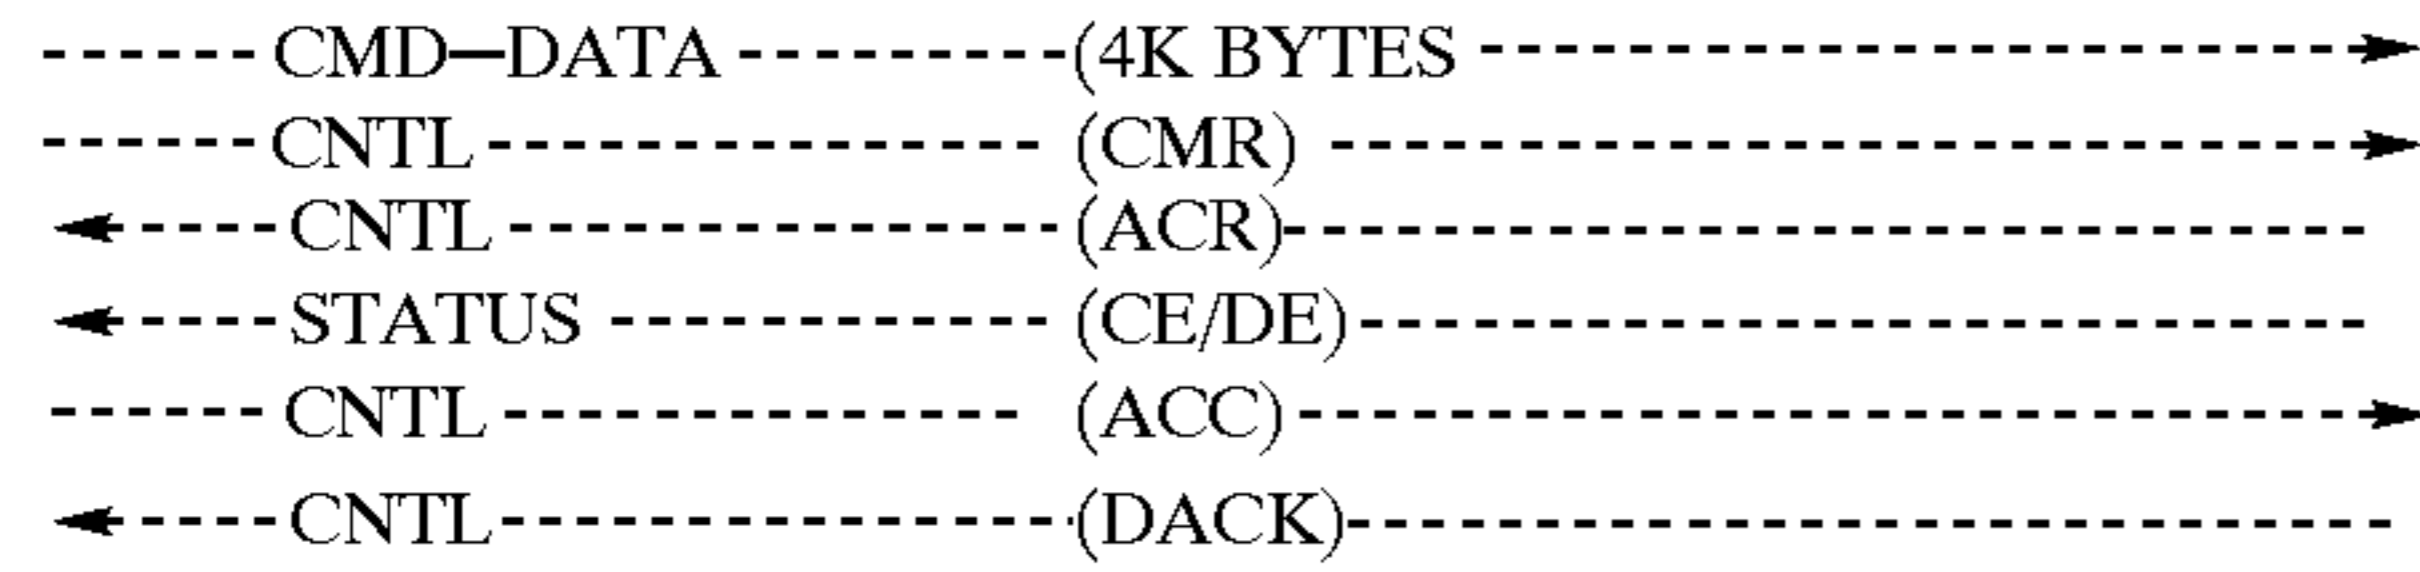 CMD—DATA (4K BYTES
CNTL (CMR)
CNTL (ACR)
STATUS (CE/DE)
CNTL (ACC)
CNTL (DACK)